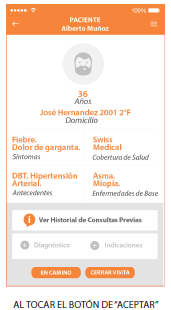 100%
PACIENTE
Alberto Muñoz
36
Años
José Hernandez 2001 2°F
Domicilio
Fiebre.
Dolor de garganta.
Síntomas
Swiss
Medical
Cobertura de Salud
DBT. Hipertensión
Arterial.
Antecedentes
Asma.
Miopía.
Enfermedades de Base
Ver Historial de Consultas Previas
Diagnóstico
Indicaciones
EN CAMINO
CERRAR VISITA
AL TOCAR EL BOTÓN DE “ACEPTAR”